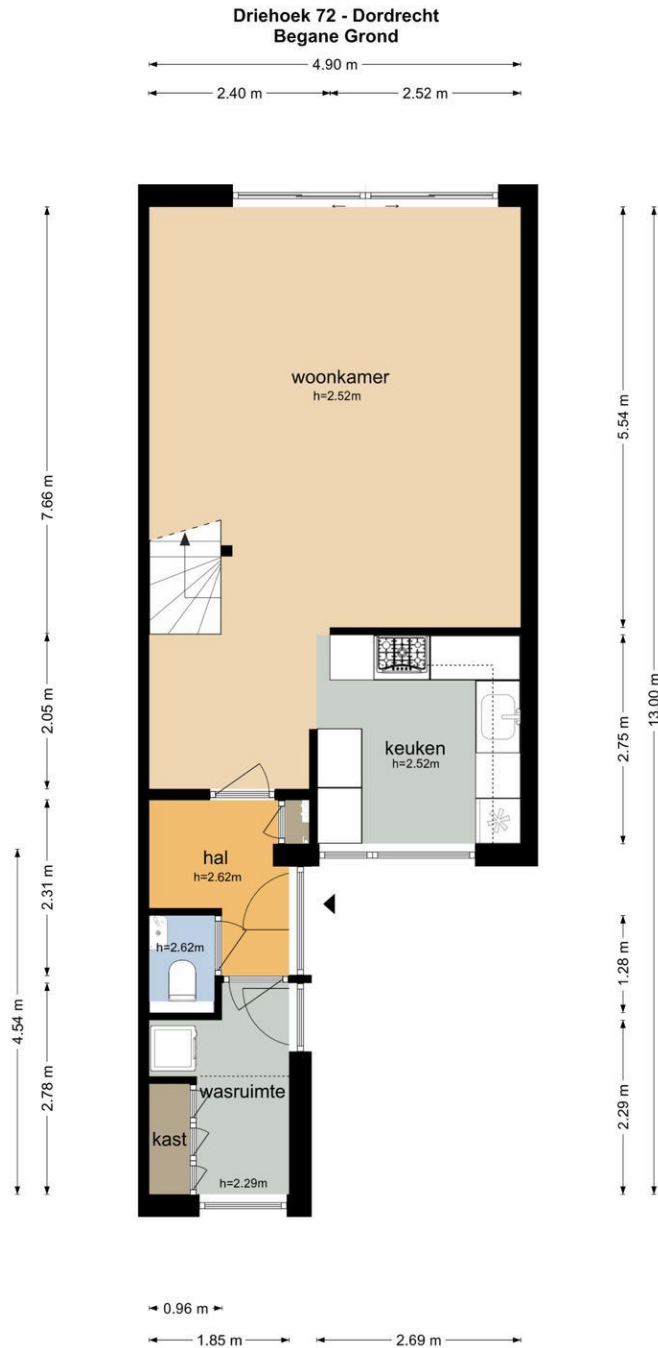 Driehoek 72 - Dordrecht
Begane Grond
4.90 m
2.40 m
2.52 m
woonkamer
h=2.52m
7.66 m
5.54 m
13.00 m
2.05 m
2.75 m
keuken
h=2.52m
hal
h=2.62m
2.31 m
h=2.62m
1.28 m
4.54 m
2.78 m
2.29 m
wasruimte
kast
h=2.29m
0.96 m
1.85 m
2.69 m